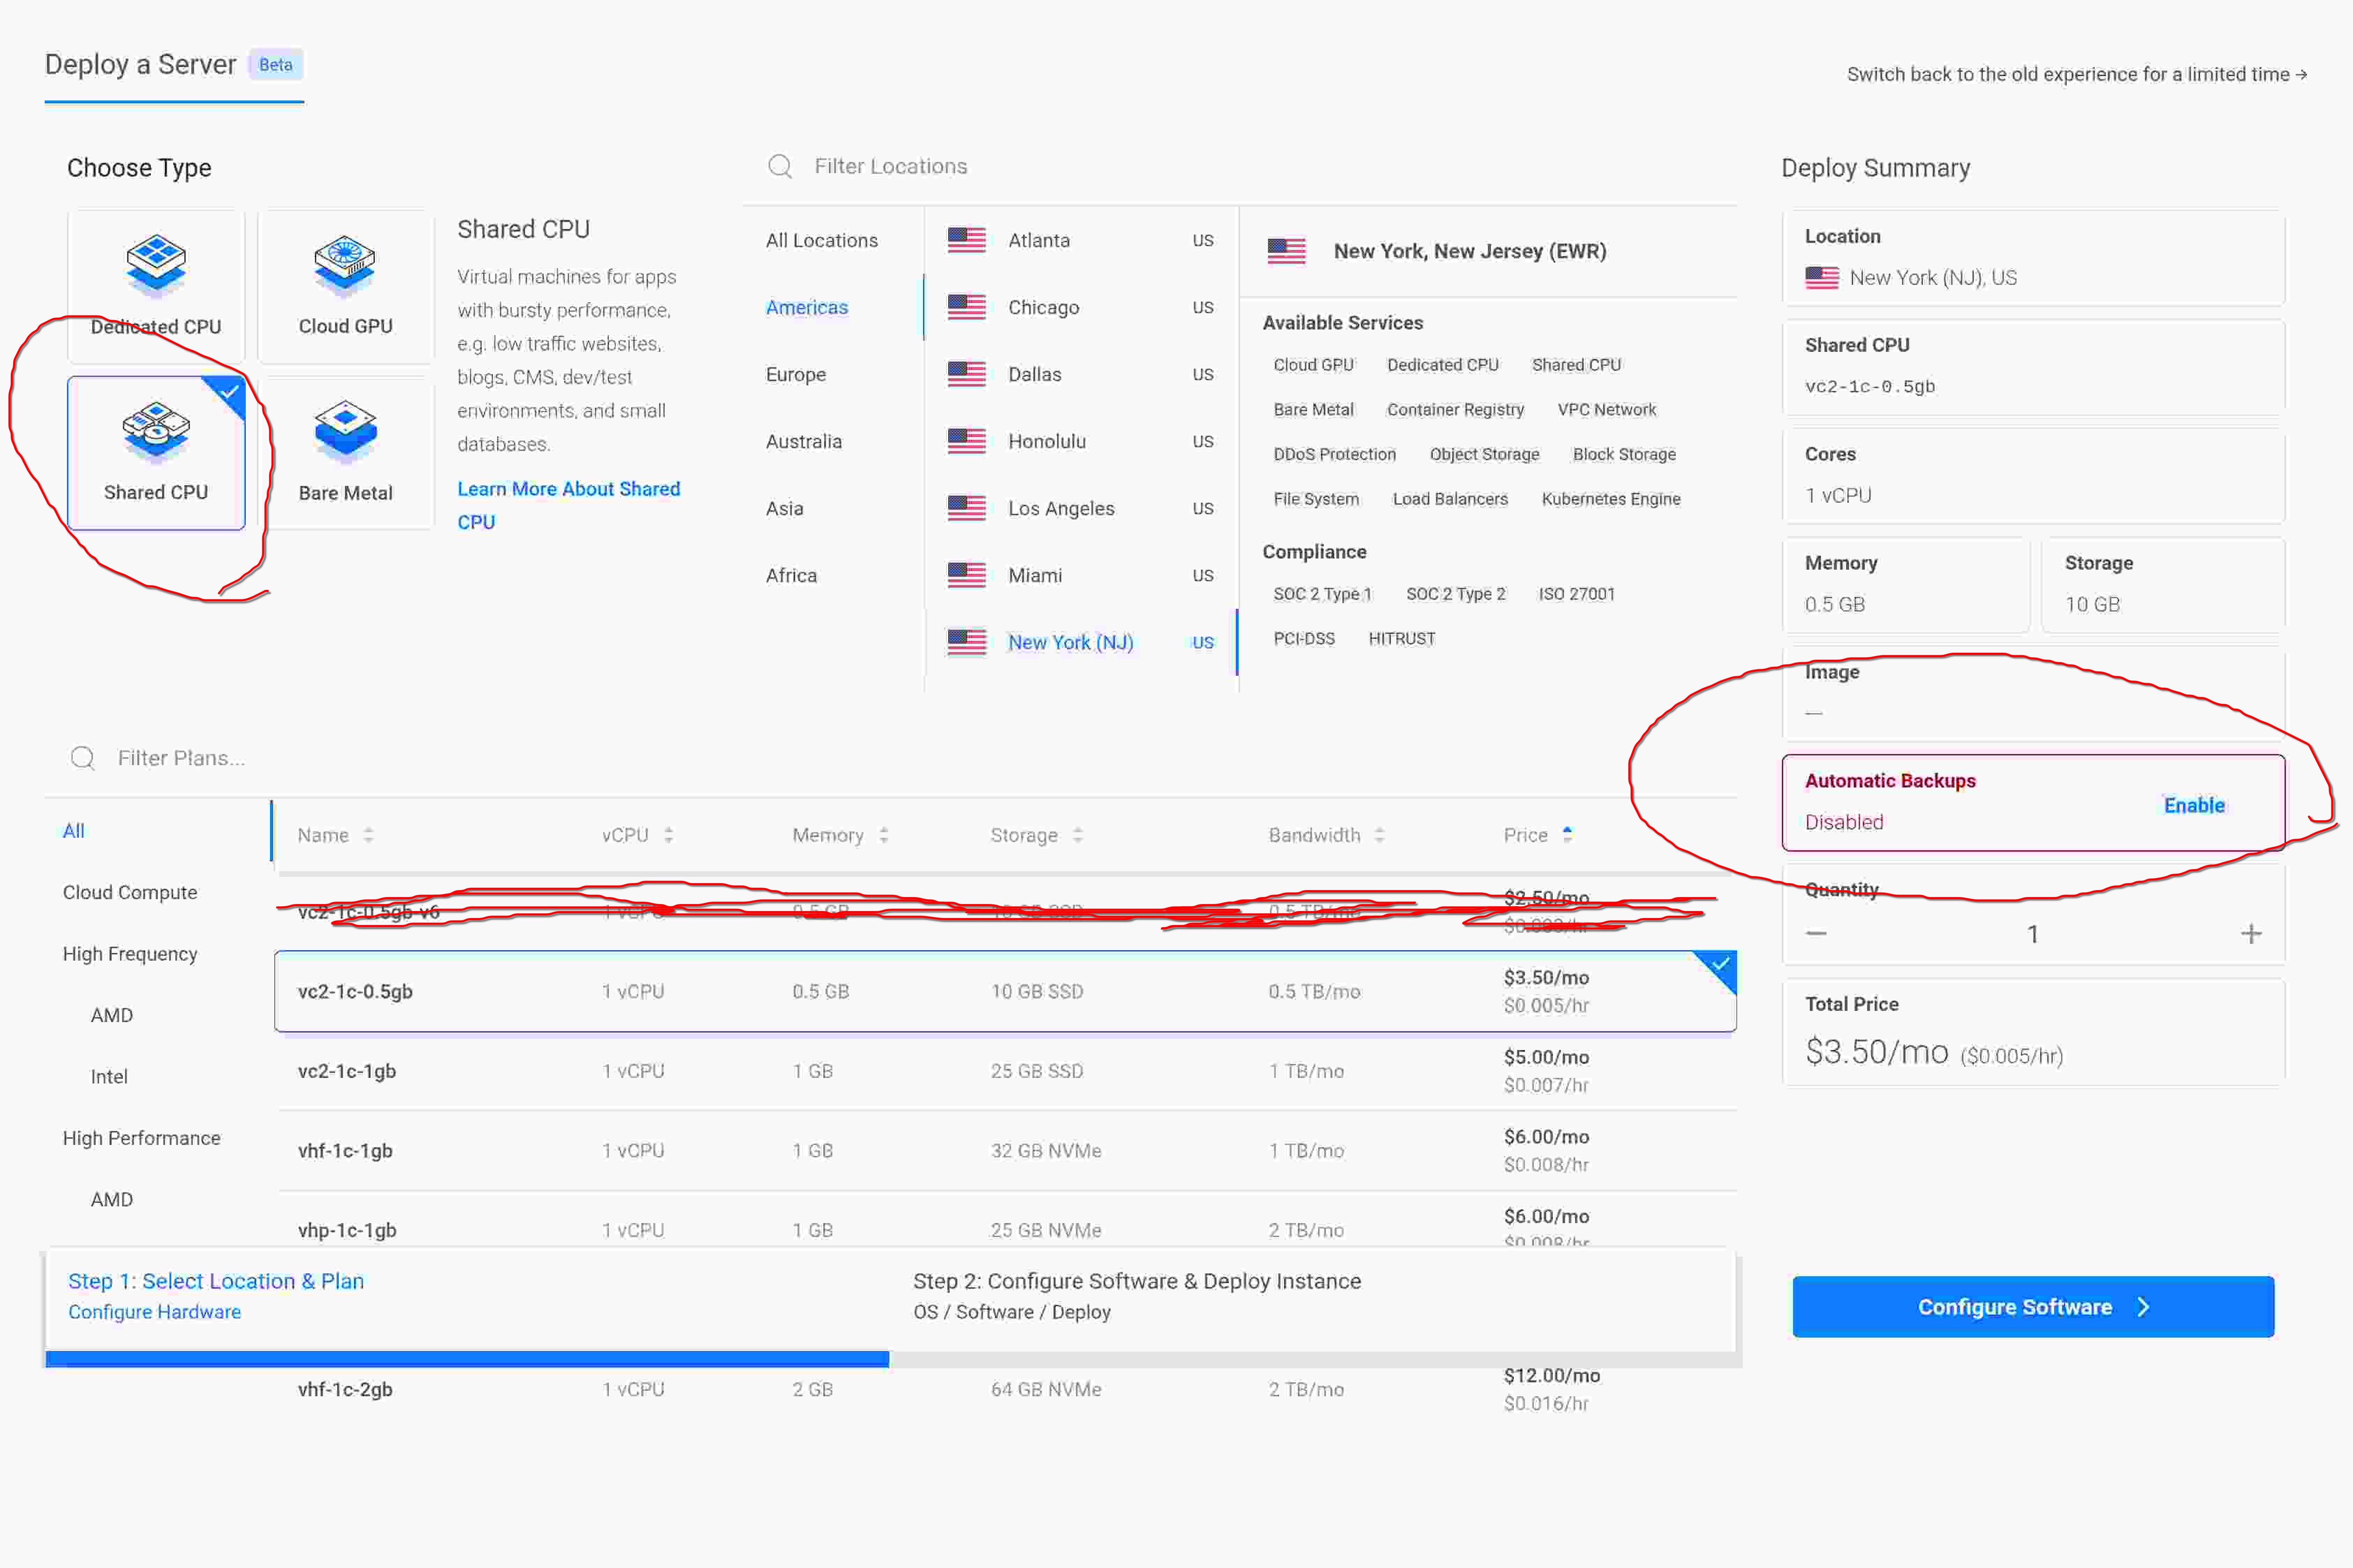 Deploy a Server Beta
Switch back to the old experience for a limited time →
Choose Type
Dedicated CPU
Cloud GPU
Shared CPU
Bare Metal
Shared CPU
Virtual machines for apps
with bursty performance,
e.g. low traffic websites,
blogs, CMS, dev/test
environments, and small
databases.
Learn More About Shared
CPU
Filter Locations
All Locations
Americas
Europe
Australia
Asia
Africa
Atlanta US
Chicago US
Dallas US
Honolulu US
Los Angeles US
Miami US
New York (NJ) US
New York, New Jersey (EWR)
Available Services
Cloud GPU Dedicated CPU Shared CPU
Bare Metal Container Registry VPC Network
DDoS Protection Object Storage Block Storage
File System Load Balancers Kubernetes Engine
Compliance
SOC 2 Type 1 SOC 2 Type 2 ISO 27001
PCI-DSS HITRUST
Filter Plans...
All
Cloud Compute
High Frequency
AMD
Intel
High Performance
AMD
Name vCPU Memory Storage Bandwidth Price
vc2-1c-0.5gb-v6 1 vCPU 0.5 GB 0.5 TB/mo $2.50/mo
vc2-1c-0.5gb 1 vCPU 0.5 GB 10 GB SSD 0.5 TB/mo $3.50/mo
$0.005/hr
vc2-1c-1gb 1 vCPU 1 GB 25 GB SSD 1 TB/mo $5.00/mo
$0.007/hr
vhf-1c-1gb 1 vCPU 1 GB 32 GB NVMe 1 TB/mo $6.00/mo
$0.008/hr
vhp-1c-1gb 1 vCPU 1 GB 25 GB NVMe 2 TB/mo $6.00/mo
$0.008/hr
Step 1: Select Location & Plan
Configure Hardware
Step 2: Configure Software & Deploy Instance
OS / Software / Deploy
vhf-1c-2gb 1 vCPU 2 GB 64 GB NVMe 2 TB/mo $12.00/mo
$0.016/hr
Deploy Summary
Location
New York (NJ), US
Shared CPU
vc2-1c-0.5gb
Cores
1 vCPU
Memory
0.5 GB
Storage
10 GB
Image
—
Automatic Backups
Disabled
Enable
Quantity
— 1 +
Total Price
$3.50/mo ($0.005/hr)
Configure Software